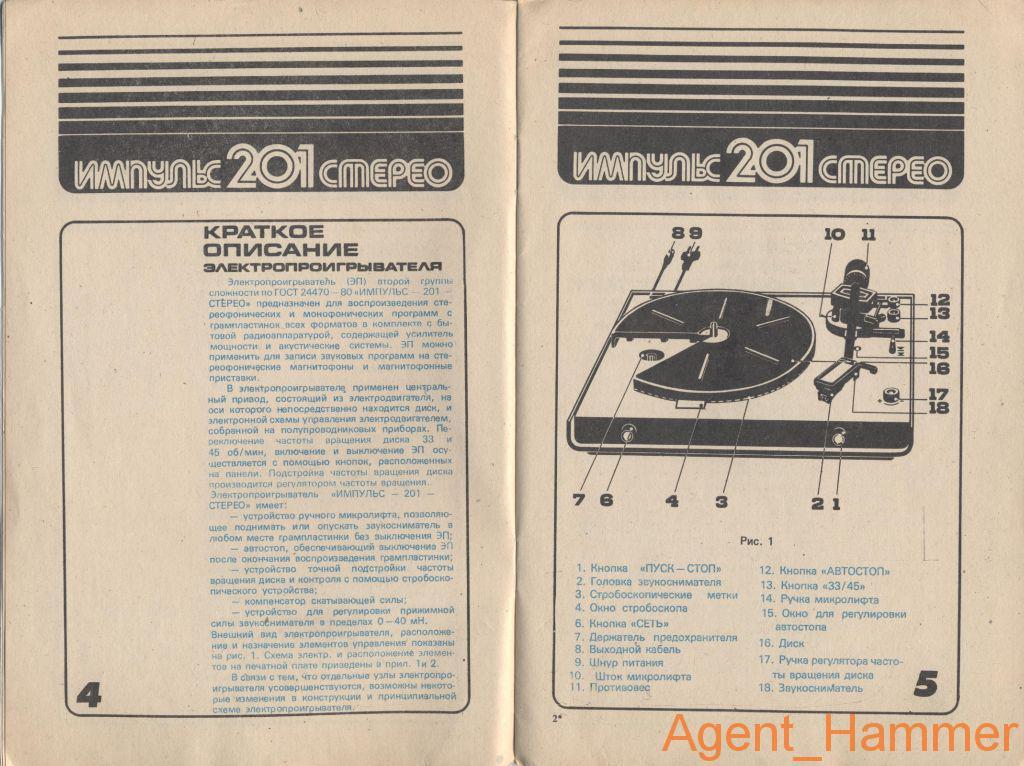 ИМПУЛЬС 201 СТЕРЕО
КРАТКОЕ
ОПИСАНИЕ
ЭЛЕКТРОПРОИГРЫВАТЕЛЯ
Электропроигрыватель (ЭП) второй группы
сложности по ГОСТ 24470 — 80 «ИМПУЛЬС — 201 —
СТЕРЕО» предназначен для воспроизведения сте-
реофонических и монофонических программ с
грампластинок всех форматов в комплекте с бы-
товой радиоаппаратурой, содержащей усилитель
мощности и акустические системы. ЭП можно
применить для записи звуковых программ на сте-
реофонические магнитофоны и магнитофонные
приставки.
В электропроигрывателе применен централь-
ный привод, состоящий из электродвигателя, на
оси которого непосредственно находится диск, и
электронной схемы управления электродвигателем,
собранной на полупроводниковых приборах. Пе-
реключение частоты вращения диска 33 и
45 об/мин, включение и выключение ЭП осу-
ществляется с помощью кнопок, расположенных
на панели. Подстройка частоты вращения диска
производится регулятором частоты вращения.
Электропроигрыватель «ИМПУЛЬС — 201 —
СТЕРЕО» имеет:
— устройство ручного микролифта, позволяю-
щее поднимать или опускать звукосниматель в
любом месте грампластинки без выключения ЭП;
— автостоп, обеспечивающий выключение ЭП
после окончания воспроизведения грампластинки;
— устройство точной подстройки частоты
вращения диска и контроля с помощью стробоско-
пического устройства;
— компенсатор скатывающей силы;
— устройство для регулировки прижимной
силы звукоснимателя в пределах 0 — 40 мН.
Внешний вид электропроигрывателя, расположе-
ние и назначение элементов управления показаны
на рис. 1. Схема электр. и расположение элемен-
тов на печатной плате приведены в прил. 1 и 2.
В связи с тем, что отдельные узлы электропро-
игрывателя усовершенствуются, возможны некото-
рые изменения в конструкции и принципиальной
схеме электропроигрывателя.
4
ИМПУЛЬС 201 СТЕРЕО
8 9 10 11
12
13
14
15
16
17
18
7 6 4 3 2 1
Рис. 1
1. Кнопка «ПУСК — СТОП»
2. Головка звукоснимателя
3. Стробоскопические метки
4. Окно стробоскопа
6. Кнопка «СЕТЬ»
7. Держатель предохранителя
8. Выходной кабель
9. Шнур питания
10. Шток микролифта
11. Противовес
12. Кнопка «АВТОСТОП»
13. Кнопка «33/45»
14. Ручка микролифта
15. Окно для регулировки
автостопа
16. Диск
17. Ручка регулятора часто-
ты вращения диска
18. Звукосниматель
5
2*
Agent_Hammer